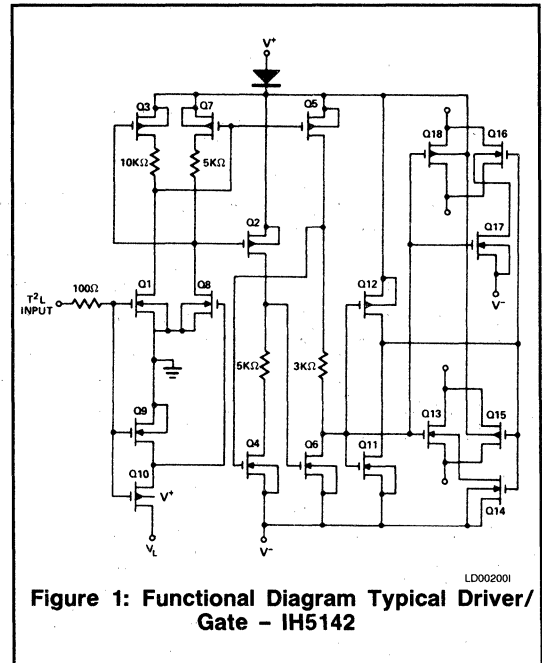 V+
Q3
Q7
Q5
Q18
Q16
10KΩ
5KΩ
Q2
Q17
Q1
Q8
Q12
V-
100Ω
T²L
INPUT
5KΩ
3KΩ
Q9
Q13
Q15
Q4
Q6
Q11
Q10
V+
Q14
VL
V-
LD00200I
Figure 1: Functional Diagram Typical Driver/
Gate – IH5142